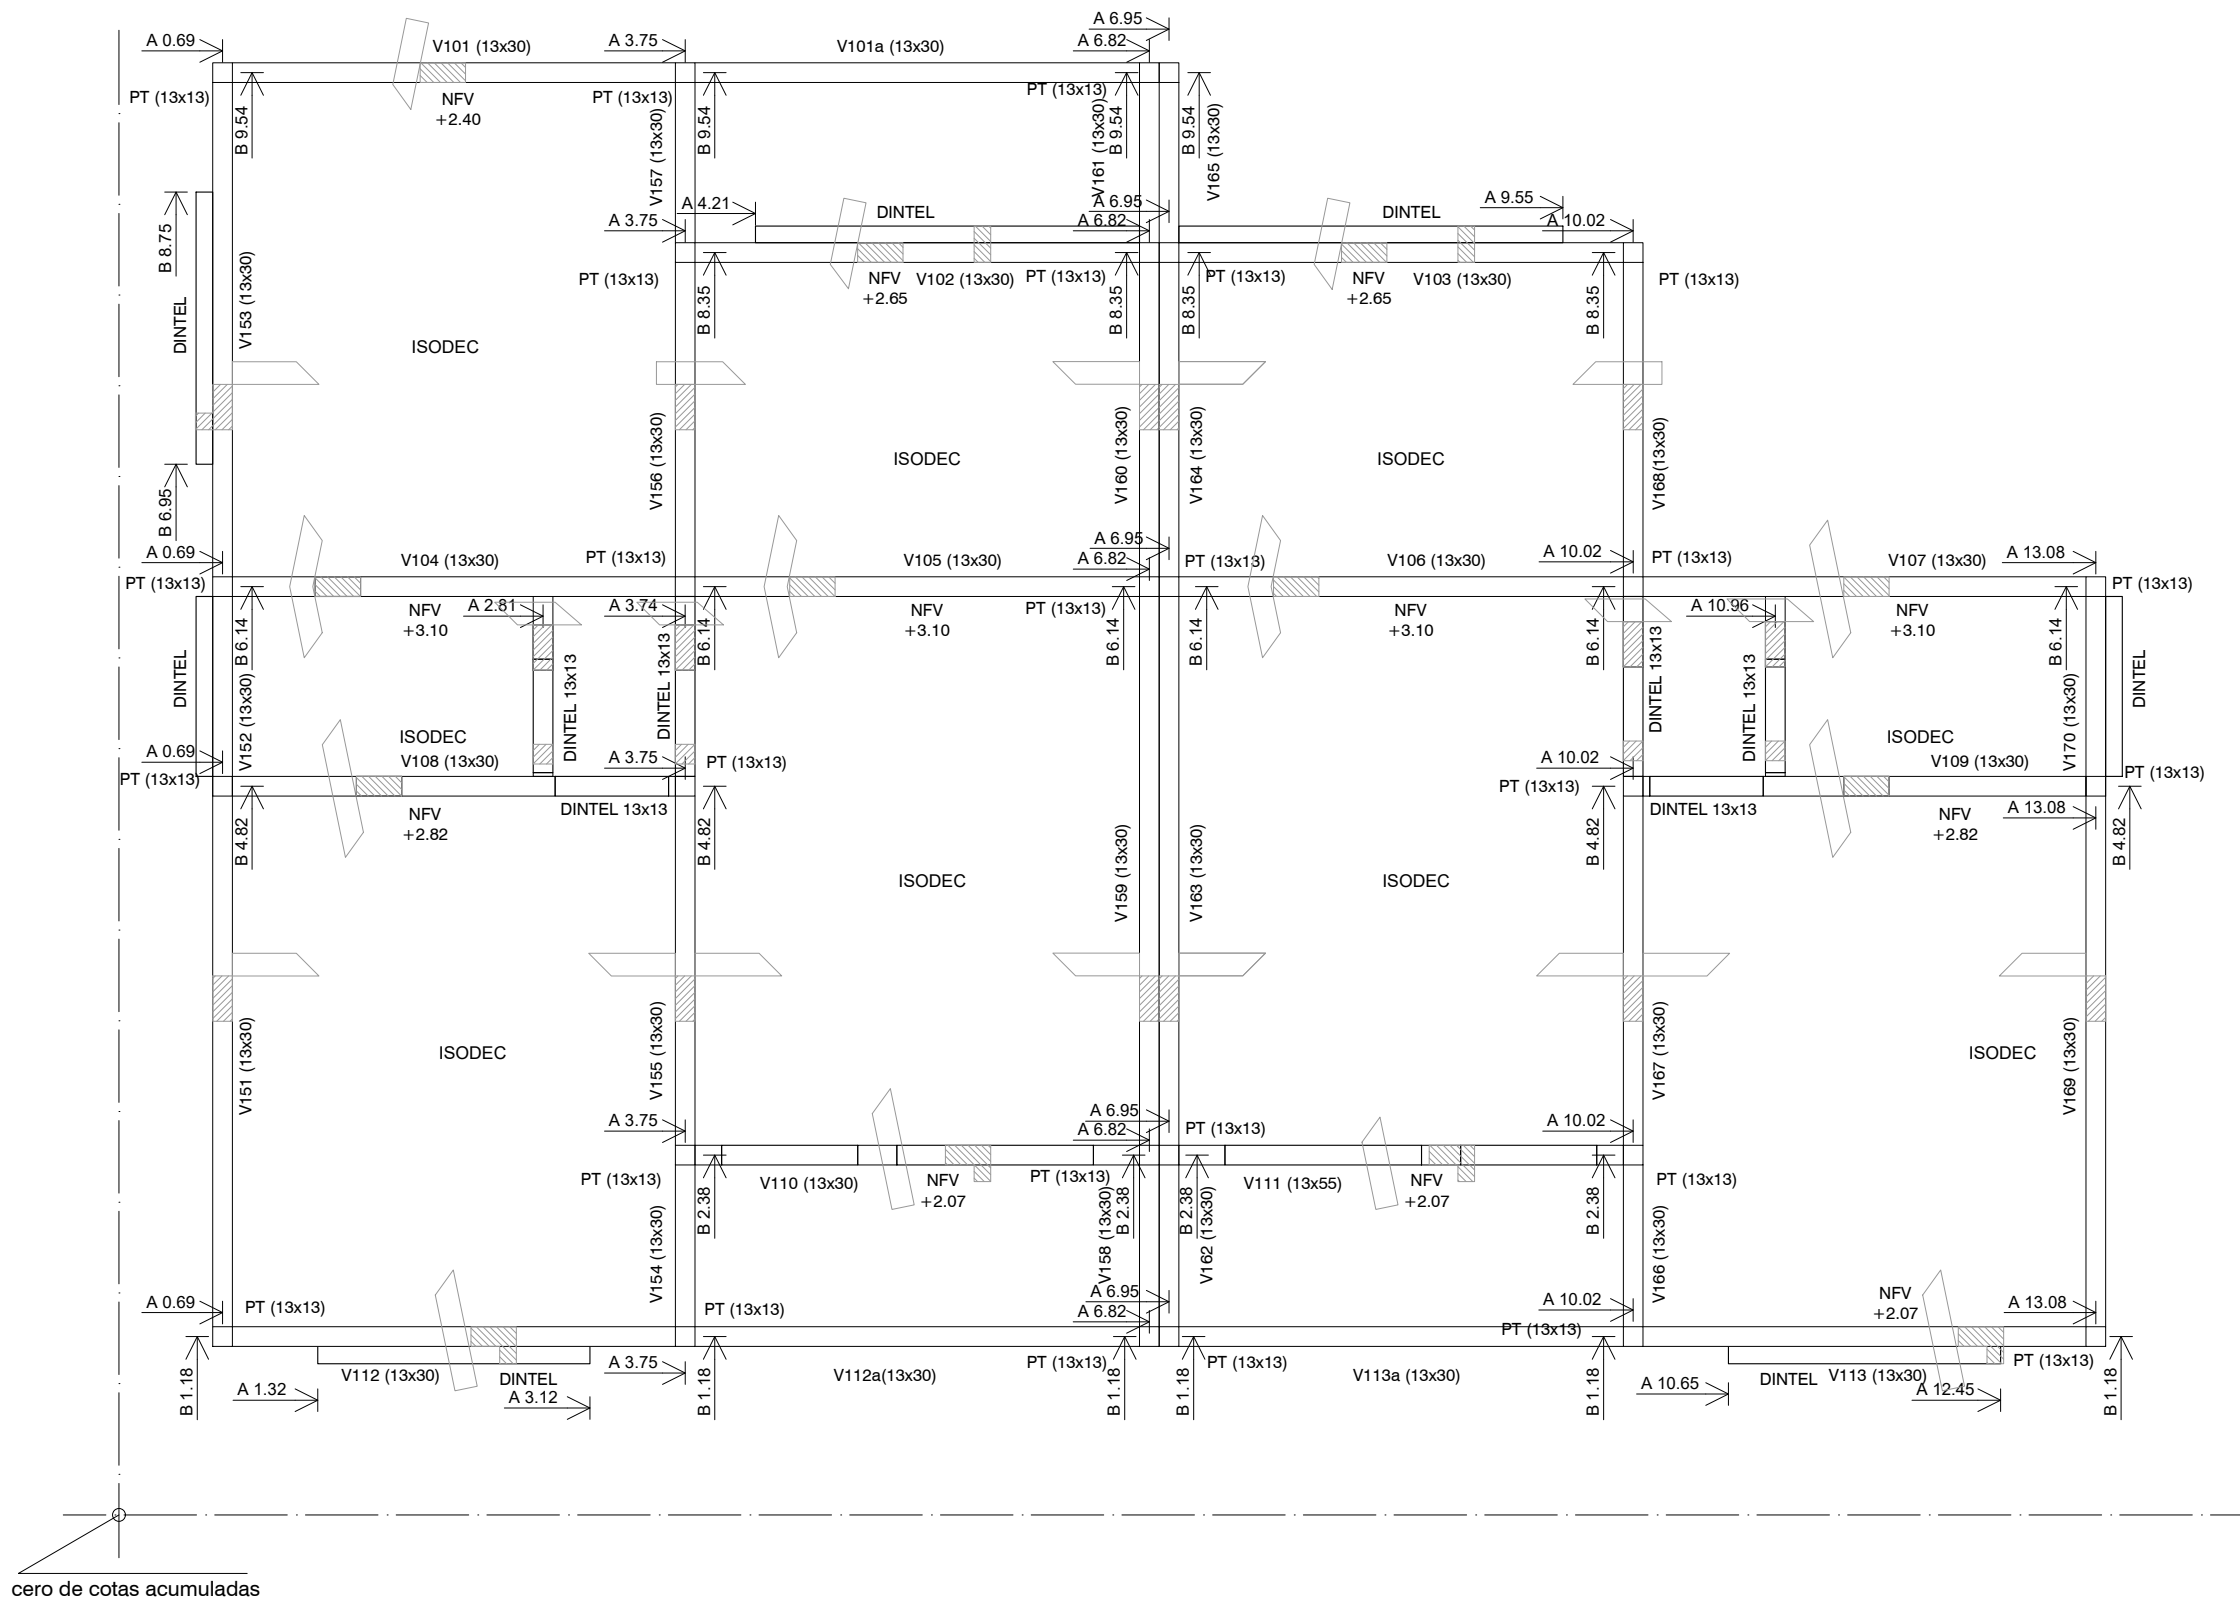 A 6.95
A 0.69
V101 (13x30)
A 3.75
V101a (13x30)
A 6.82
PT (13x13)
NFV
+2.40
PT (13x13)
PT (13x13)
B 9.54
B 9.54
B 9.54
B 9.54
V157 (13x30)
V161 (13x30)
V165 (13x30)
B 8.75
DINTEL
V153 (13x30)
A 4.21
DINTEL
A 6.95
DINTEL
A 9.55
A 3.75
A 6.82
A 10.02
PT (13x13)
NFV
+2.65
V102 (13x30)
PT (13x13)
PT (13x13)
NFV
+2.65
V103 (13x30)
PT (13x13)
B 8.35
B 8.35
B 8.35
B 8.35
ISODEC
ISODEC
ISODEC
V156 (13x30)
V160 (13x30)
V164 (13x30)
V168(13x30)
B 6.95
A 6.95
A 0.69
V104 (13x30)
PT (13x13)
V105 (13x30)
A 6.82
PT (13x13)
V106 (13x30)
A 10.02
PT (13x13)
V107 (13x30)
A 13.08
PT (13x13)
PT (13x13)
NFV
+3.10
A 2.81
A 3.74
NFV
+3.10
PT (13x13)
NFV
+3.10
A 10.96
NFV
+3.10
B 6.14
B 6.14
B 6.14
B 6.14
B 6.14
B 6.14
DINTEL
V152 (13x30)
DINTEL 13x13
DINTEL 13x13
DINTEL 13x13
DINTEL 13x13
V170 (13x30)
DINTEL
ISODEC
ISODEC
A 0.69
V108 (13x30)
A 3.75
PT (13x13)
A 10.02
V109 (13x30)
PT (13x13)
PT (13x13)
PT (13x13)
NFV
+2.82
DINTEL 13x13
DINTEL 13x13
NFV
+2.82
A 13.08
B 4.82
B 4.82
B 4.82
B 4.82
V159 (13x30)
V163 (13x30)
ISODEC
ISODEC
V151 (13x30)
ISODEC
V155 (13x30)
V167 (13x30)
ISODEC
V169 (13x30)
A 3.75
A 6.95
A 6.82
PT (13x13)
A 10.02
PT (13x13)
V110 (13x30)
NFV
+2.07
PT (13x13)
V111 (13x55)
NFV
+2.07
PT (13x13)
B 2.38
B 2.38
B 2.38
B 2.38
V154 (13x30)
V158 (13x30)
V162 (13x30)
V166 (13x30)
A 0.69
PT (13x13)
PT (13x13)
A 6.95
A 6.82
A 10.02
PT (13x13)
NFV
+2.07
A 13.08
B 1.18
V112 (13x30)
DINTEL
A 3.75
B 1.18
V112a(13x30)
PT (13x13)
B 1.18
B 1.18
PT (13x13)
V113a (13x30)
B 1.18
DINTEL
V113 (13x30)
PT (13x13)
B 1.18
A 1.32
A 3.12
A 10.65
A 12.45
cero de cotas acumuladas